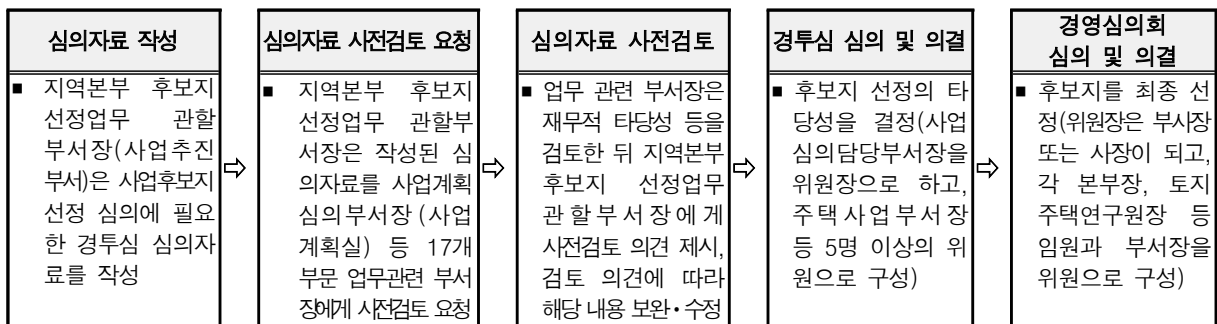 심의자료 작성
■ 지역본부 후보지
선정업무 관할
부서장(사업추진
부서)은 사업후보지
선정 심의에 필요
한 경투심 심의자
료를 작성
⇨
심의자료 사전검토 요청
■ 지역본부 후보지
선정업무 관할부
서장은 작성된 심
의자료를 사업계획
심의부서장(사업
계획실) 등 17개
부문 업무관련 부서
장에게 사전검토 요청
⇨
심의자료 사전검토
■ 업무 관련 부서장은
재무적 타당성 등을
검토한 뒤 지역본부
후보지 선정업무
관할부서장에게
사전검토 의견 제시,
검토 의견에 따라
해당 내용 보완·수정
⇨
경투심 심의 및 의결
■ 후보지 선정의 타
당성을 결정(사업
심의담당부서장을
위원장으로 하고,
주택사업부서장
등 5명 이상의 위
원으로 구성)
⇨
경영심의회
심의 및 의결
■ 후보지를 최종 선
정(위원장은 부사장
또는 사장이 되고,
각 본부장, 토지
주택연구원장 등
임원과 부서장을
위원으로 구성)